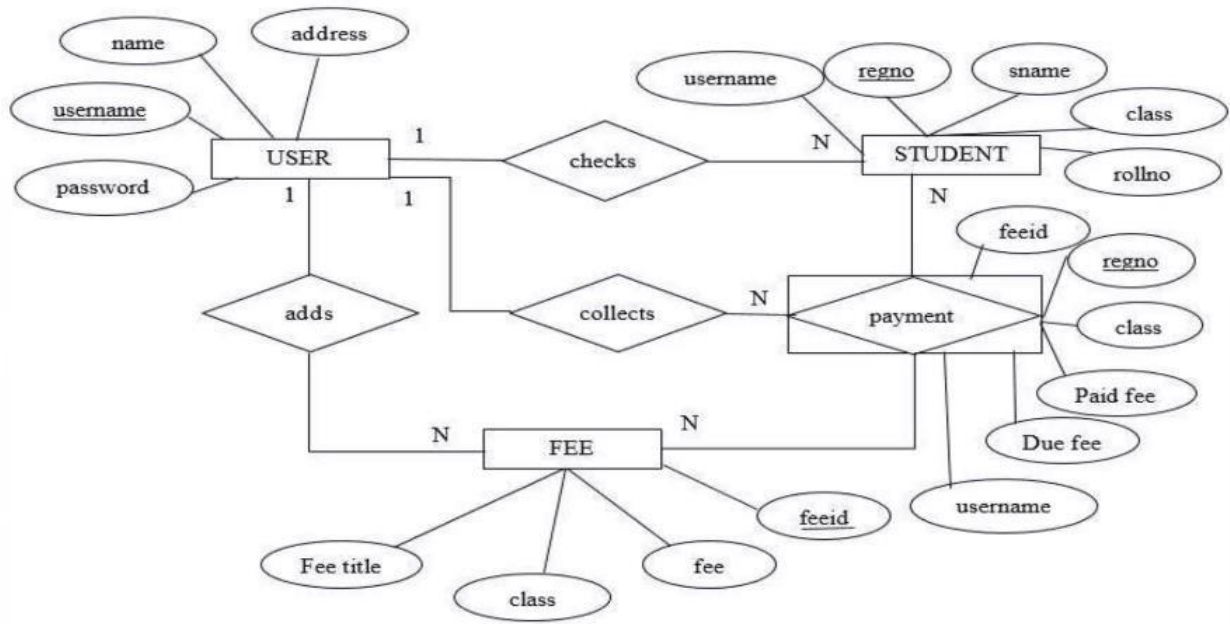 name
address
username
password
USER
1
checks
N
username
regno
sname
class
rollno
STUDENT
1
1
N
adds
collects
N
payment
feeid
regno
class
Paid fee
Due fee
username
N
FEE
N
Fee title
class
fee
feeid